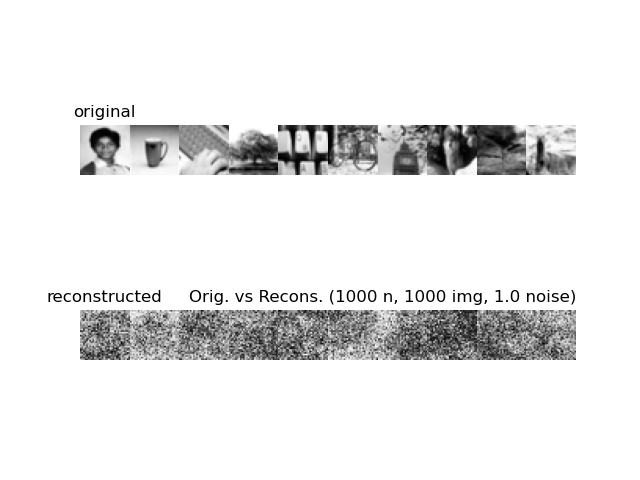 original
reconstructed
Orig. vs Recons. (1000 n, 1000 img, 1.0 noise)